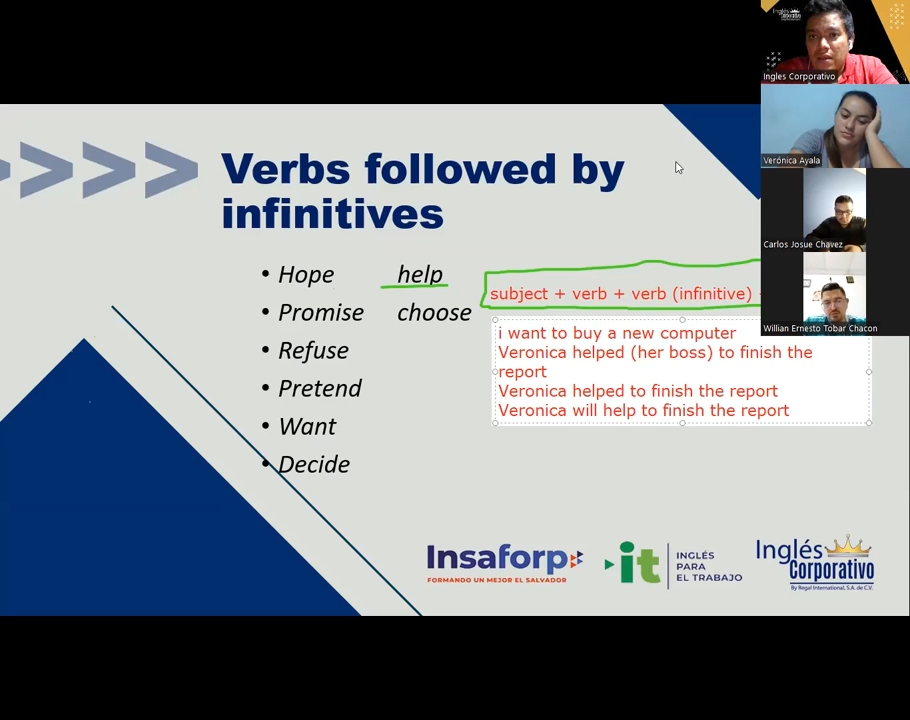 Inglés
Corporativo
Ingles Corporativo
Verónica Ayala
Carlos Josue Chavez
Willian Ernesto Tobar Chacon
>>>>
Verbs followed by
infinitives
• Hope help
• Promise choose
• Refuse
• Pretend
• Want
• Decide
subject + verb + verb (infinitive)
i want to buy a new computer
Veronica helped (her boss) to finish the
report
Veronica helped to finish the report
Veronica will help to finish the report
Insaforp
FORMANDO UN MEJOR EL SALVADOR
it
INGLÉS
PARA
EL TRABAJO
Inglés
Corporativo
By Regal International, S.A. de C.V.